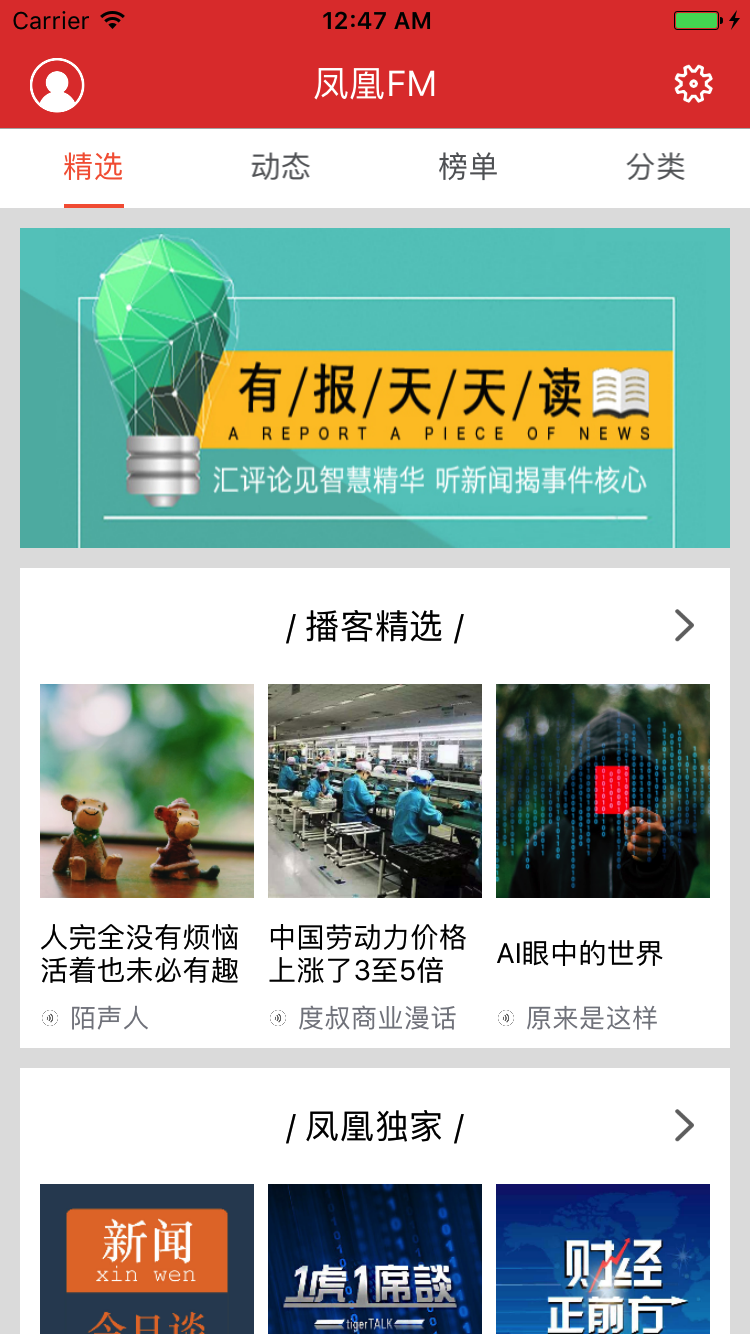 Carrier 12:47 AM
凤凰FM
精选 动态 榜单 分类
有/报/天/天/读
A REPORT A PIECE OF NEWS
汇评论见智慧精华 听新闻揭事件核心
/ 播客精选 /
人完全没有烦恼
活着也未必有趣
陌声人
中国劳动力价格
上涨了3至5倍
度叔商业漫话
AI眼中的世界
原来是这样
/ 凤凰独家 /
新闻
xin wen
今日谈
1虎1席談
tigerTALK
财经
正前方